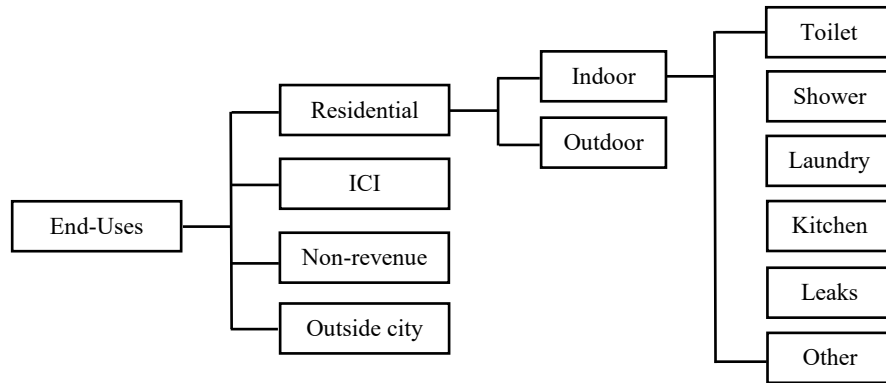 End-Uses
Residential
ICI
Non-revenue
Outside city
Indoor
Outdoor
Toilet
Shower
Laundry
Kitchen
Leaks
Other